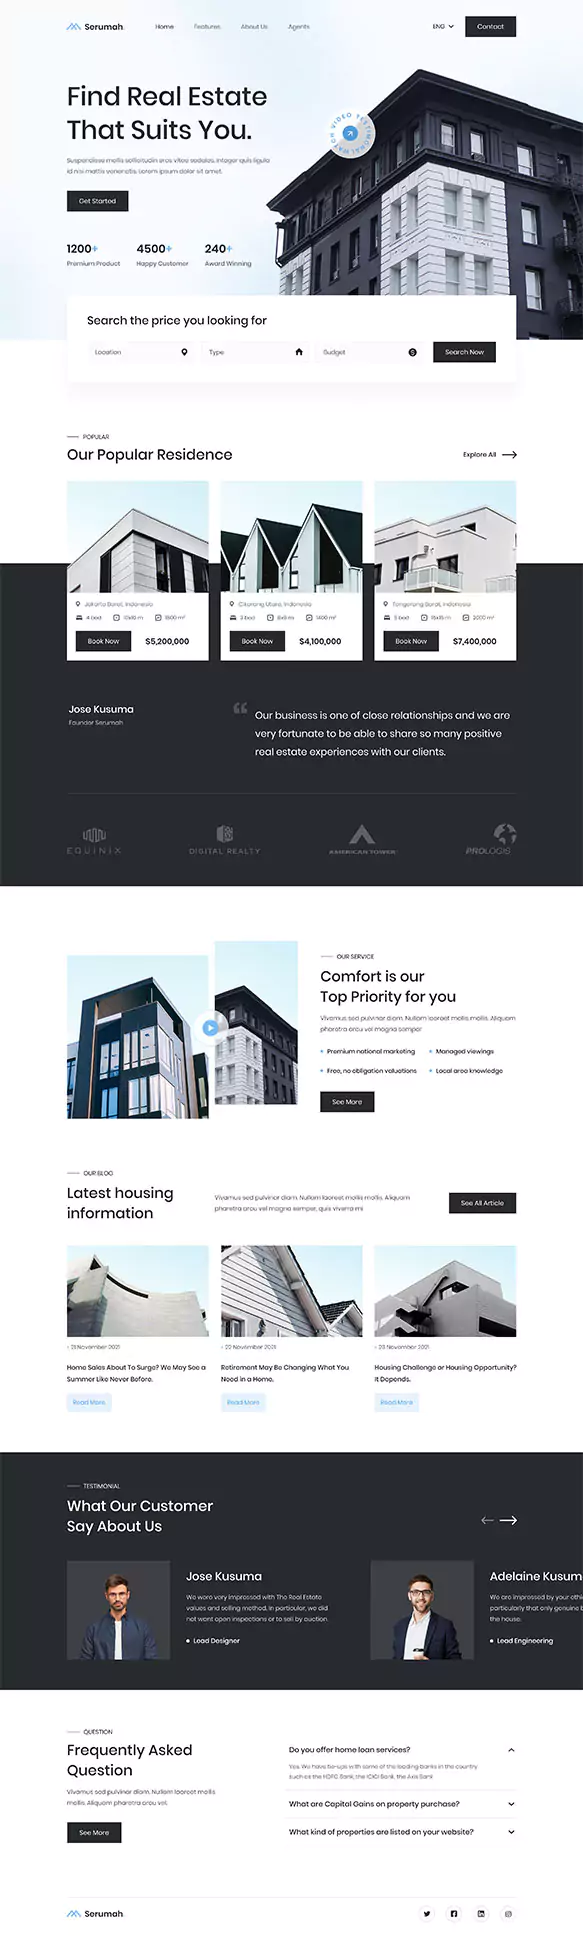 Serumah
Home
Features
About Us
Agents
ENG
Contact
Find Real Estate
That Suits You.
WATCH VIDEO TESTIMONIAL
Suspendisse mollis sollicitudin eros vitae sodales. Integer quis ligula
id nisi mattis venenatis. Lorem ipsum dolor sit amet.
Get Started
1200+
4500+
240+
Premium Product
Happy Customer
Award Winning
Search the price you looking for
Location
Type
Budget
Search Now
POPULAR
Our Popular Residence
Explore All
Jakarta Barat, Indonesia
4 bed
1600 m²
Book Now
$5,200,000
Cikarang Utara, Indonesia
3 bed
1400 m²
Book Now
$4,100,000
Tangerang Barat, Indonesia
5 bed
2000 m²
Book Now
$7,400,000
Jose Kusuma
Founder Serumah
Our business is one of close relationships and we are
very fortunate to be able to share so many positive
real estate experiences with our clients.
EQUINIX
DIGITAL REALTY
AMERICAN TOWER
PROLOGIS
OUR SERVICE
Comfort is our
Top Priority for you
Vivamus sed pulvinar diam. Nullam laoreet mollis mollis. Aliquam
pharetra arcu vel magna semper
Premium national marketing
Managed viewings
Free, no obligation valuations
Local area knowledge
See More
OUR BLOG
Latest housing
information
Vivamus sed pulvinar diam. Nullam laoreet mollis mollis. Aliquam
pharetra arcu vel magna semper, quis viverra mi
See All Article
21 November 2021
Home Sales About To Surge? We May See a
Summer Like Never Before.
Read More
22 November 2021
Retirement May Be Changing What You
Need in a Home.
Read More
23 November 2021
Housing Challenge or Housing Opportunity?
It Depends.
Read More
TESTIMONIAL
What Our Customer
Say About Us
Jose Kusuma
We were very impressed with The Real Estate
values and selling method. In particular, we did
not want open inspections or to sell by auction.
Lead Designer
Adelaine Kusum
We are impressed by your ethi
particularly that only genuine b
the house.
Lead Engineering
QUESTION
Frequently Asked
Question
Vivamus sed pulvinar diam. Nullam laoreet mollis
mollis. Aliquam pharetra arcu vel.
See More
Do you offer home loan services?
Yes. We have tie-ups with some of the leading banks in the country
such as the HDFC Bank, the ICICI Bank, the Axis Bank
What are Capital Gains on property purchase?
What kind of properties are listed on your website?
Serumah